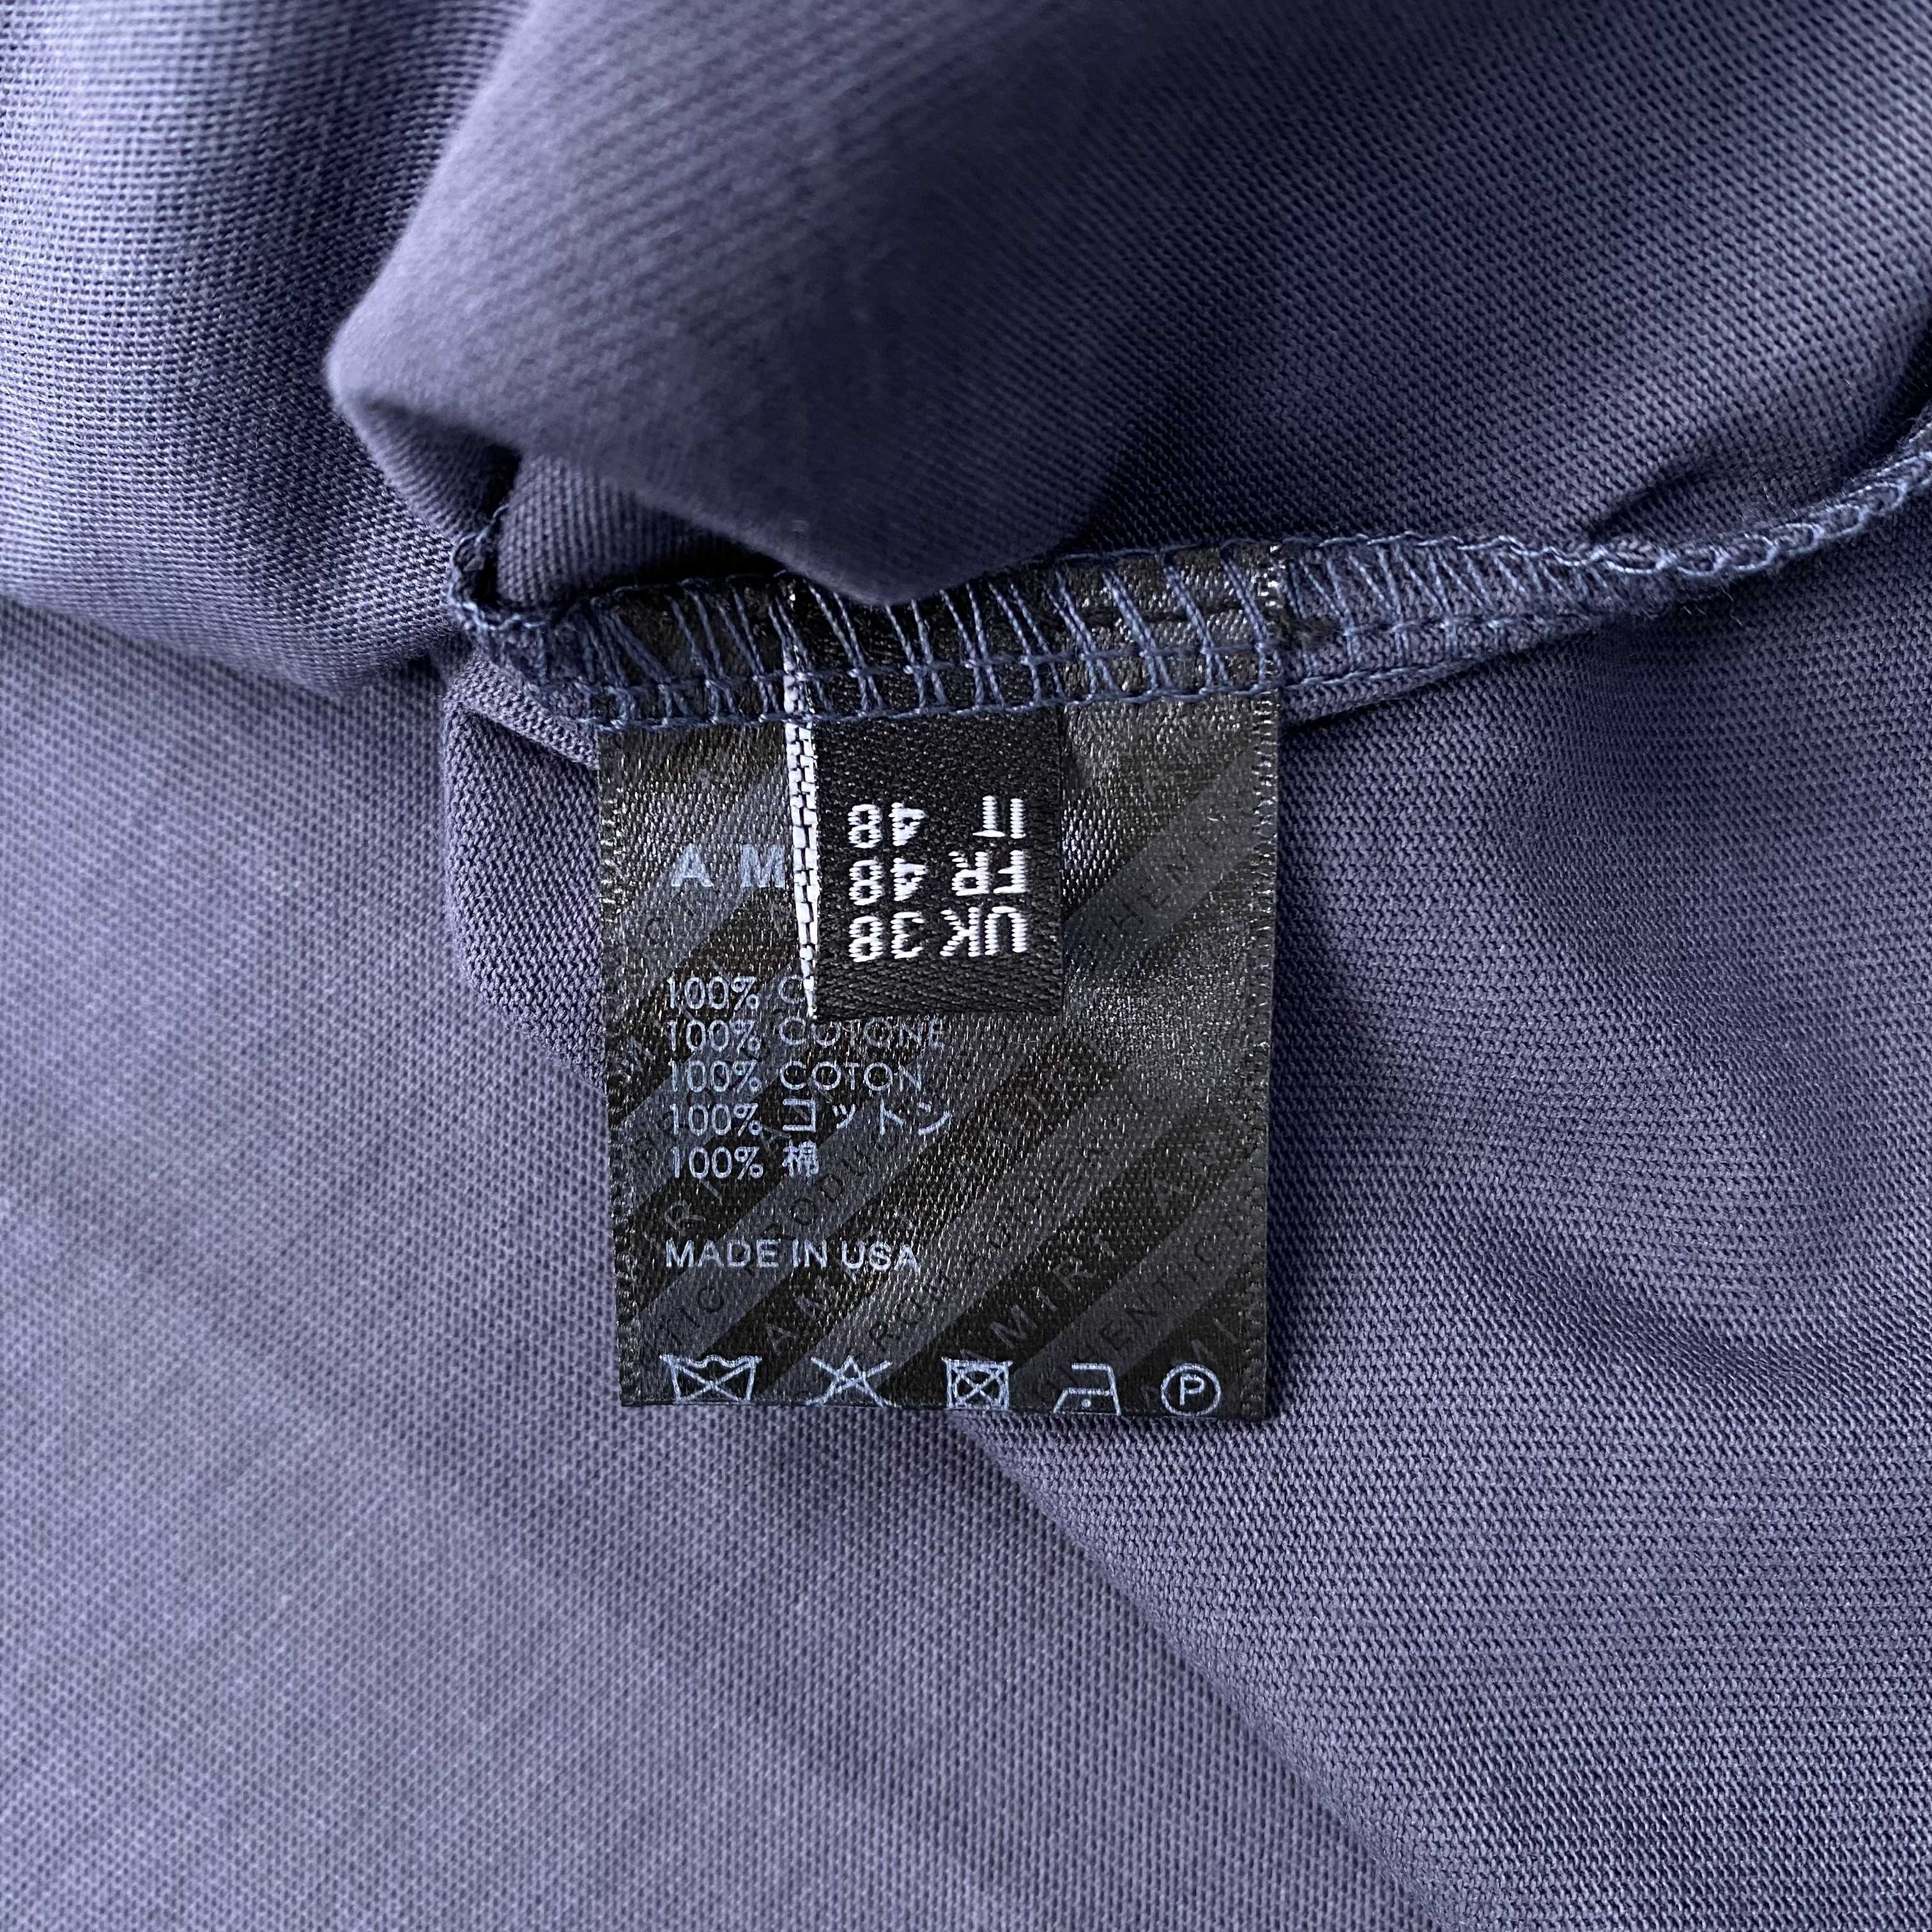 IT 48
FR 48
UK 38
A M
100% C
100% COTONE
100% COTON
100% コットン
100% 棉
MADE IN USA
P